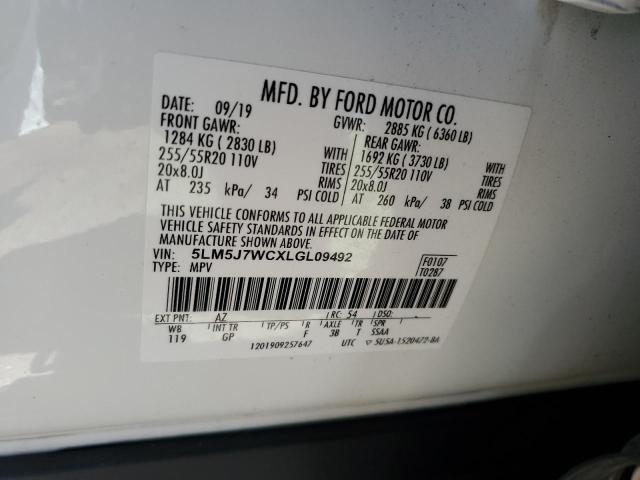 MFD. BY FORD MOTOR CO.
DATE: 09/19 GVWR: 2885 KG ( 6360 LB)
FRONT GAWR: REAR GAWR:
1284 KG ( 2830 LB) WITH 1692 KG ( 3730 LB) WITH
255/55R20 110V TIRES 255/55R20 110V TIRES
20x8.0J RIMS 20x8.0J RIMS
AT 235 kPa/ 34 PSI COLD AT 260 kPa/ 38 PSI COLD
THIS VEHICLE CONFORMS TO ALL APPLICABLE FEDERAL MOTOR
VEHICLE SAFETY STANDARDS IN EFFECT ON THE DATE OF
MANUFACTURE SHOWN ABOVE.
VIN: 5LM5J7WCXLGL09492 F0107
TYPE: MPV T0287
EXT PNT: AZ RC: 54 DSO:
WB INT TR TP/PS R AXLE TR SPR
119 GP F 3B T SSAA
1201909257647 UTC ▽ 5U5A-1520472-BA